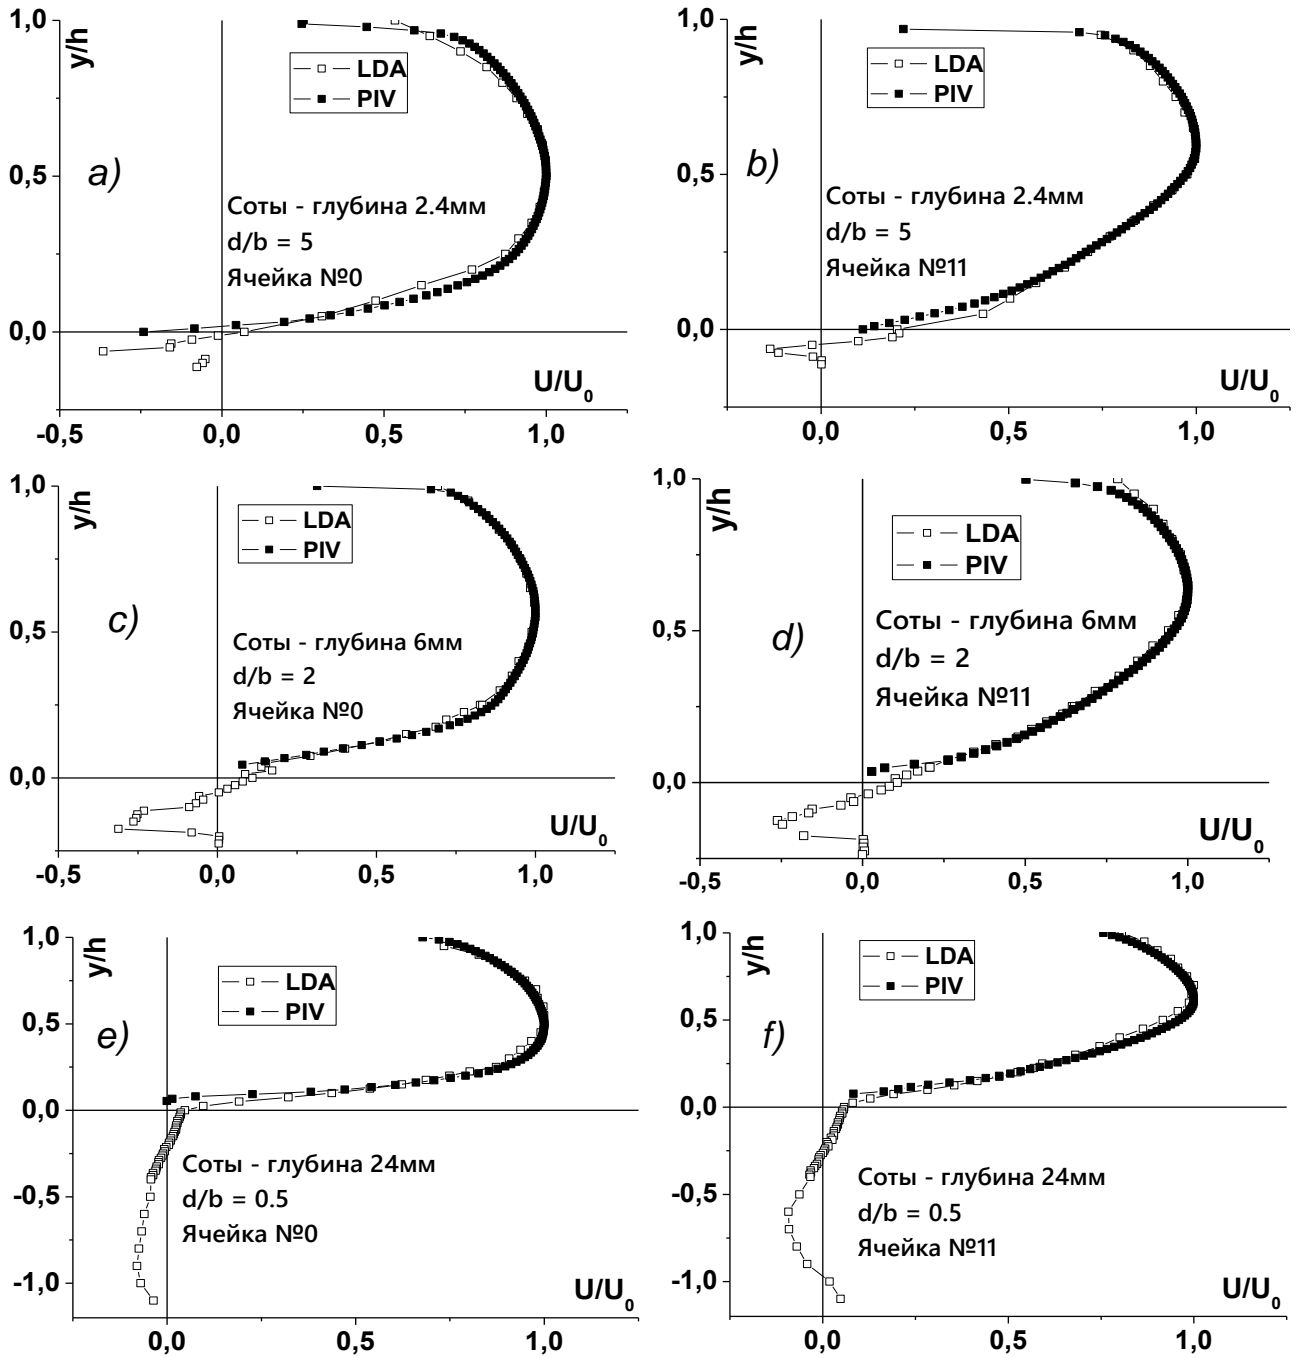 1,0
y/h
LDA
PIV
0,5
a)
Соты - глубина 2.4мм
d/b = 5
Ячейка №0
0,0
U/U0
-0,5 0,0 0,5 1,0
1,0
y/h
LDA
PIV
0,5
b)
Соты - глубина 2.4мм
d/b = 5
Ячейка №11
0,0
U/U0
0,0 0,5 1,0
1,0
y/h
LDA
PIV
0,5
c)
Соты - глубина 6мм
d/b = 2
Ячейка №0
0,0
U/U0
-0,5 0,0 0,5 1,0
1,0
y/h
LDA
PIV
0,5
d)
Соты - глубина 6мм
d/b = 2
Ячейка №11
0,0
U/U0
-0,5 0,0 0,5 1,0
1,0
y/h
LDA
PIV
0,5
e)
0,0
Соты - глубина 24мм
d/b = 0.5
Ячейка №0
-0,5
-1,0
U/U0
0,0 0,5 1,0
1,0
y/h
LDA
PIV
0,5
f)
0,0
Соты - глубина 24мм
d/b = 0.5
Ячейка №11
-0,5
-1,0
U/U0
0,0 0,5 1,0